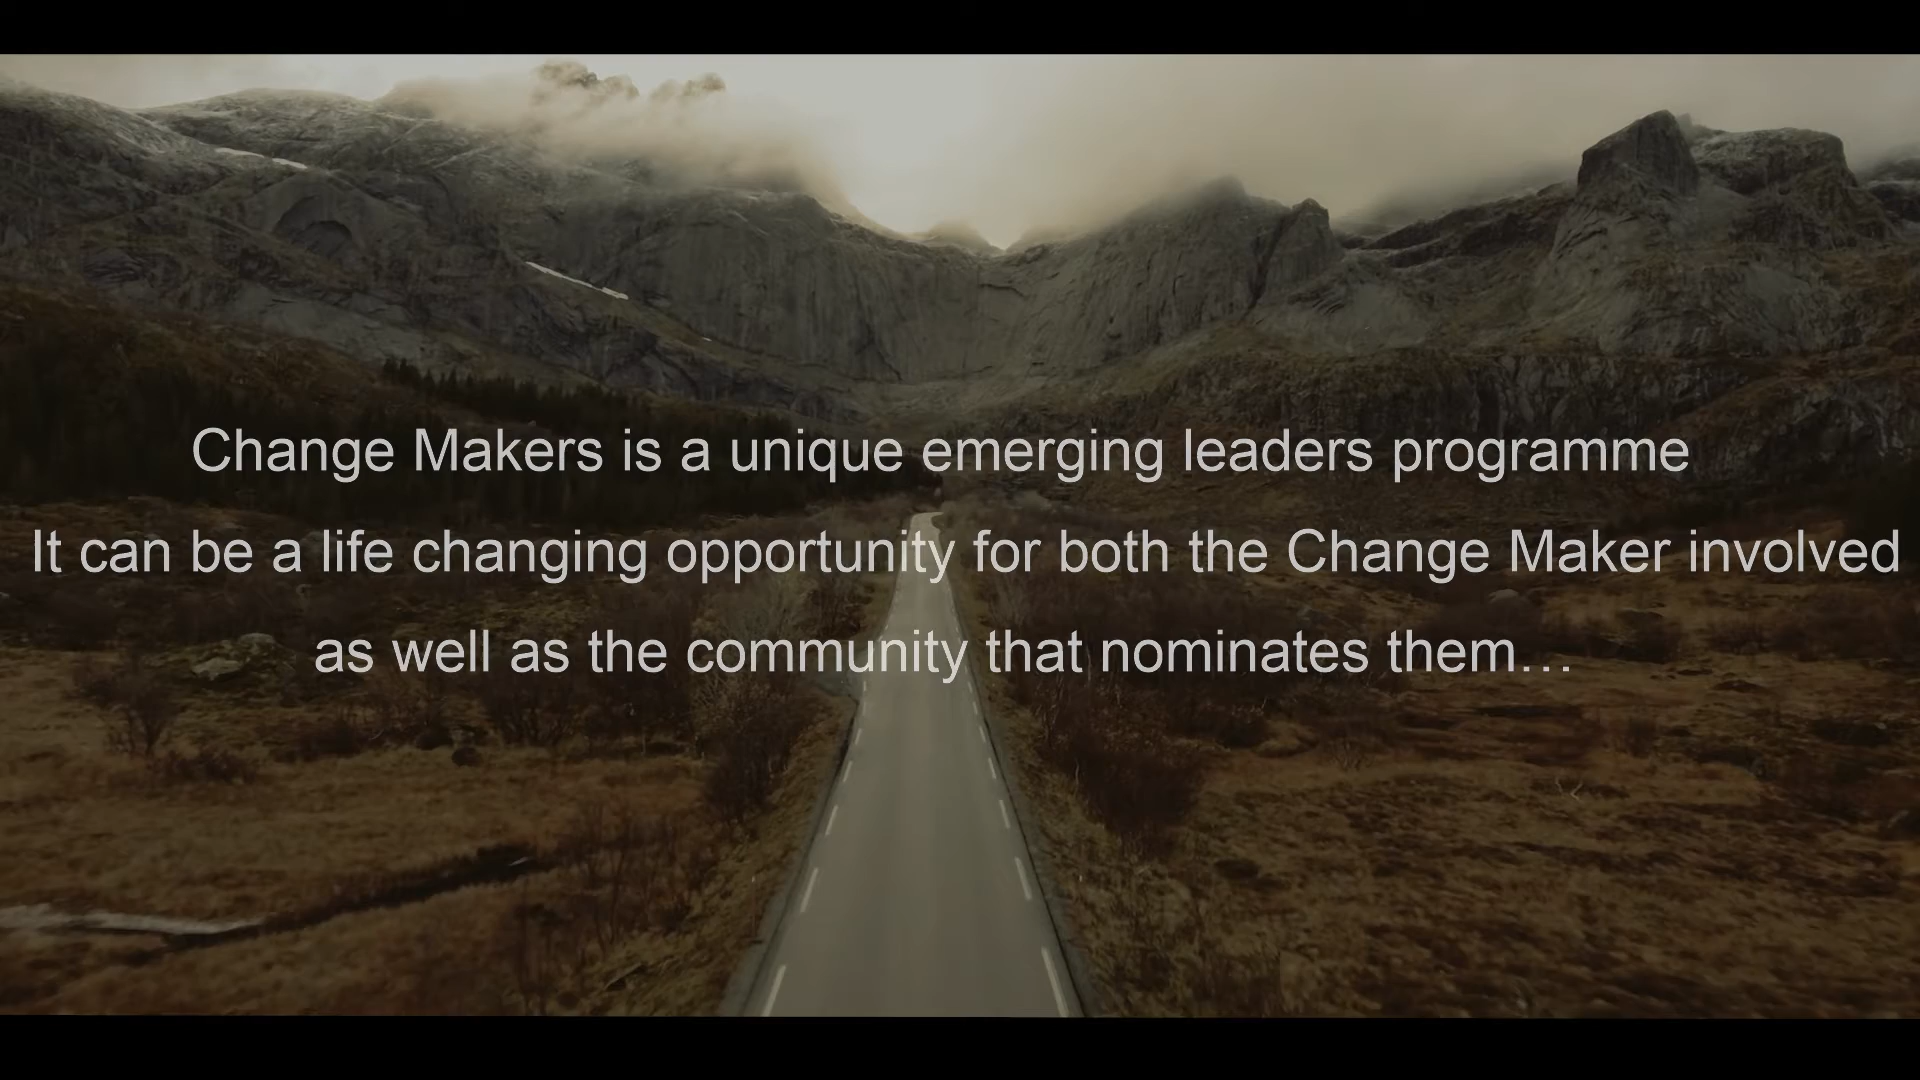 Change Makers is a unique emerging leaders programme
It can be a life changing opportunity for both the Change Maker involved
as well as the community that nominates them…